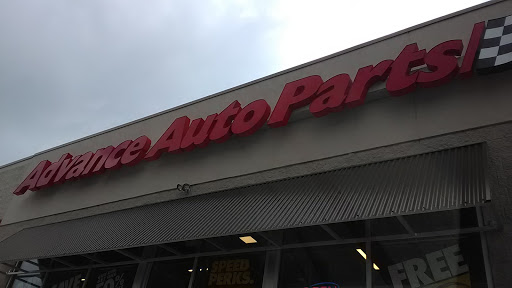 Advance Auto Parts
SPEED
PERKS.
FREE